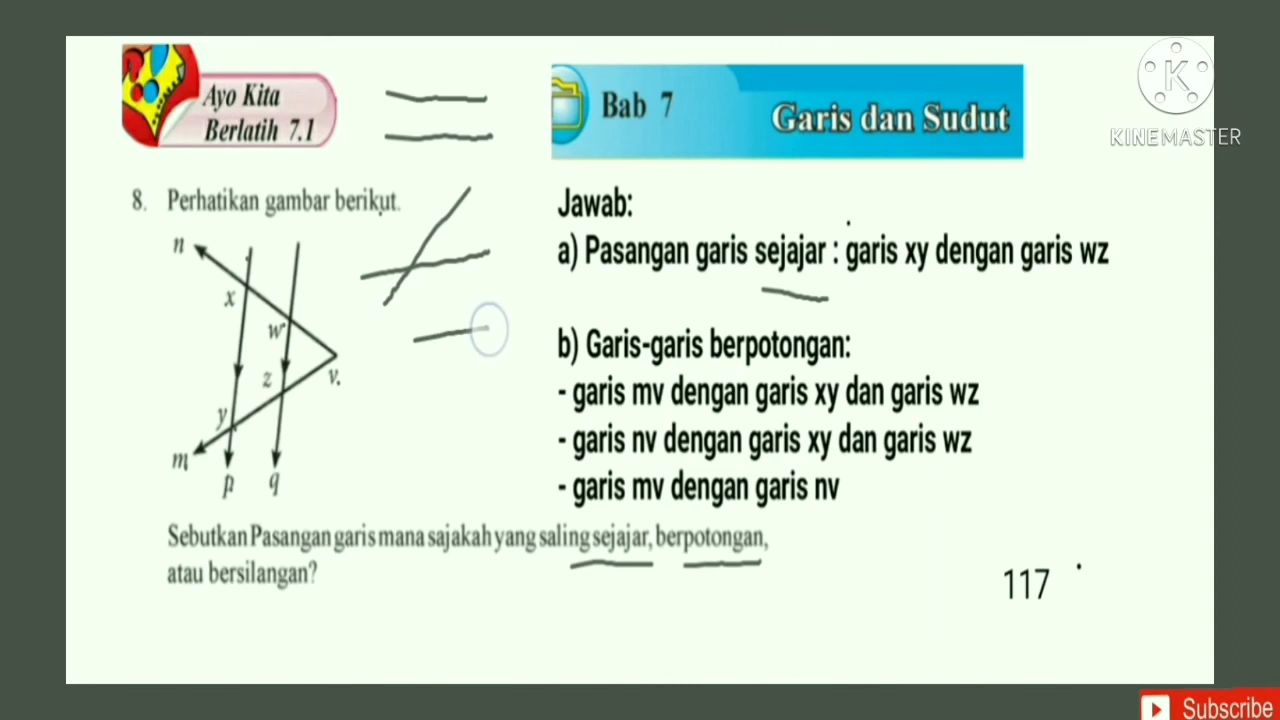 Ayo Kita
Berlatih 7.1
Bab 7
Garis dan Sudut
KINEMASTER
8. Perhatikan gambar berikut.
n
x
w
z
v.
y
m
p
q
Jawab:
a) Pasangan garis sejajar : garis xy dengan garis wz
b) Garis-garis berpotongan:
- garis mv dengan garis xy dan garis wz
- garis nv dengan garis xy dan garis wz
- garis mv dengan garis nv
Sebutkan Pasangan garis mana sajakah yang saling sejajar, berpotongan,
atau bersilangan?
117
Subscribe